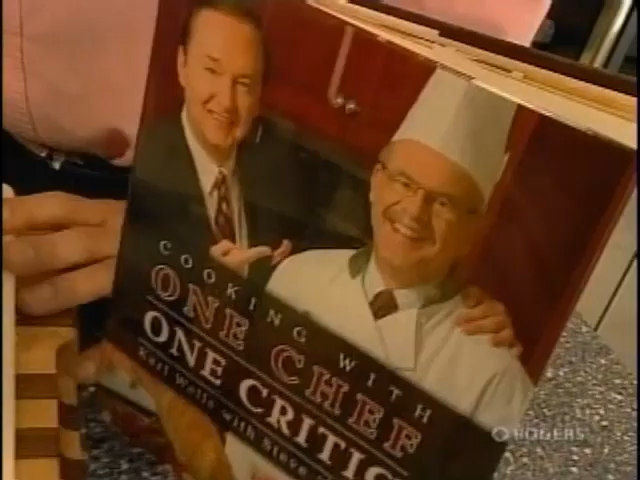 COOKING WITH
ONE CHEF
ONE CRITIC
Karl Wells with Steve
ROGERS